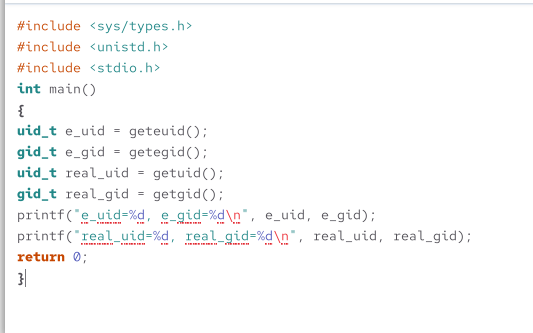 #include <sys/types.h>
#include <unistd.h>
#include <stdio.h>
int main()
{
uid_t e_uid = geteuid();
gid_t e_gid = getegid();
uid_t real_uid = getuid();
gid_t real_gid = getgid();
printf("e_uid=%d, e_gid=%d\n", e_uid, e_gid);
printf("real_uid=%d, real_gid=%d\n", real_uid, real_gid);
return 0;
}